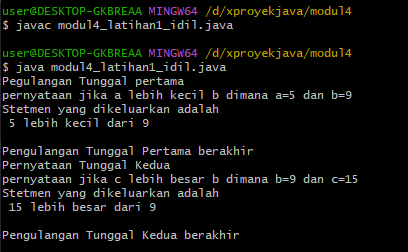 user@DESKTOP-GKBREAA MINGW64 /d/xproyekjava/modul4
$ javac modul4_latihan1_idil.java
user@DESKTOP-GKBREAA MINGW64 /d/xproyekjava/modul4
$ java modul4_latihan1_idil.java
Pegulangan Tunggal pertama
pernyataan jika a lebih kecil b dimana a=5 dan b=9
Stetmen yang dikeluarkan adalah
5 lebih kecil dari 9
Pengulangan Tunggal Pertama berakhir
Pernyataan Tunggal Kedua
pernyataan jika c lebih besar b dimana b=9 dan c=15
Stetmen yang dikeluarkan adalah
15 lebih besar dari 9
Pengulangan Tunggal Kedua berakhir